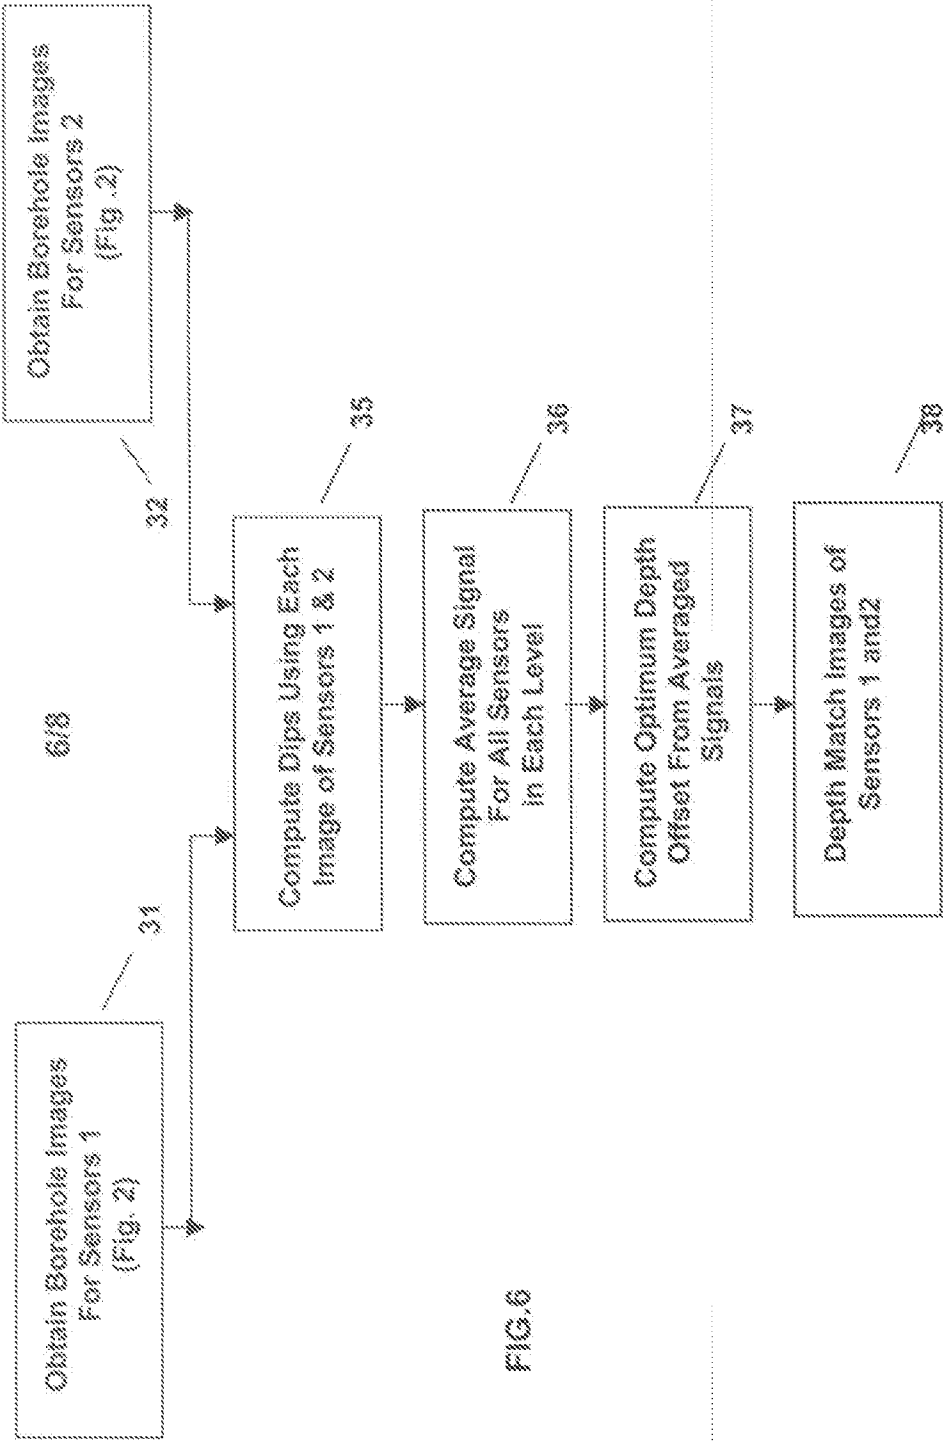 6/8
Obtain Borehole Images
For Sensors 1
(Fig. 2)
31
Obtain Borehole Images
For Sensors 2
(Fig .2)
32
Compute Dips Using Each
Image of Sensors 1 & 2
35
Compute Average Signal
For All Sensors
in Each Level
36
Compute Optimum Depth
Offset From Averaged
Signals
37
Depth Match Images of
Sensors 1 and2
38
FIG.6